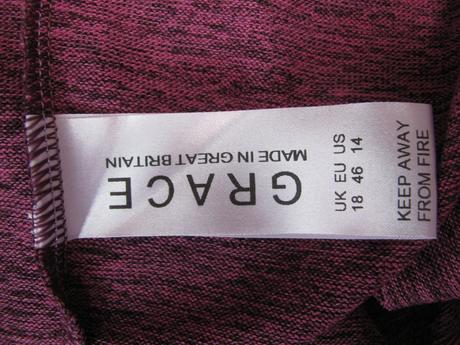 GRACE
MADE IN GREAT BRITAIN
UK EU US
18 46 14
KEEP AWAY
FROM FIRE